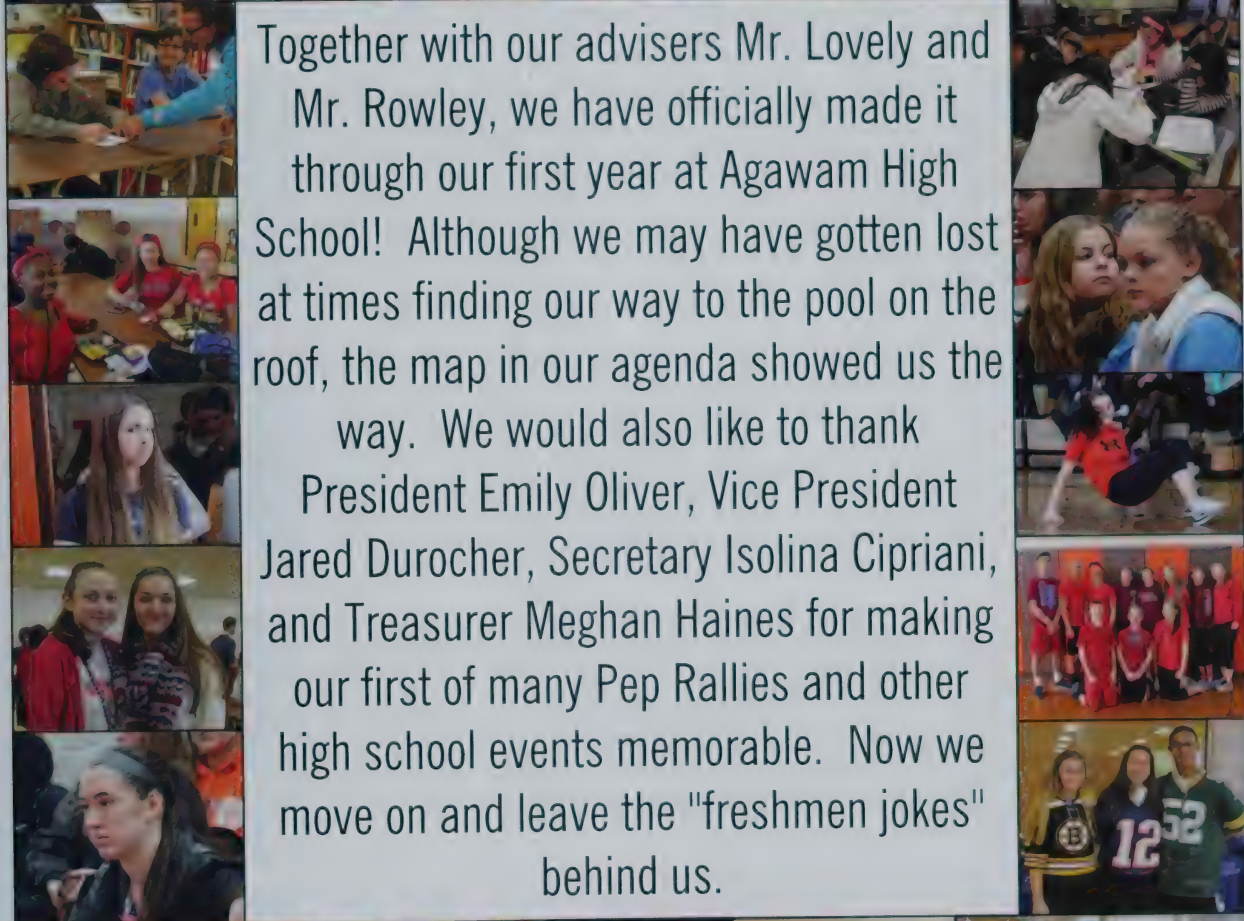 Together with our advisers Mr. Lovely and
Mr. Rowley, we have officially made it
through our first year at Agawam High
School!  Although we may have gotten lost
at times finding our way to the pool on the
roof, the map in our agenda showed us the
way.  We would also like to thank
President Emily Oliver, Vice President
Jared Durocher, Secretary Isolina Cipriani,
and Treasurer Meghan Haines for making
our first of many Pep Rallies and other
high school events memorable.  Now we
move on and leave the "freshmen jokes"
behind us.
B
12
52